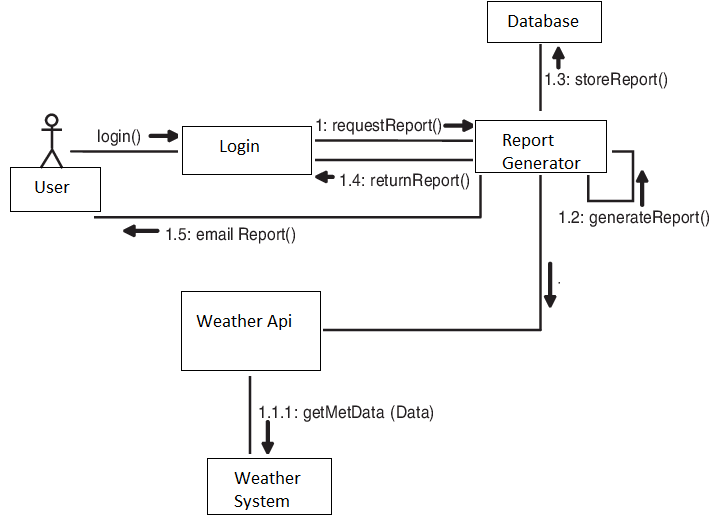 Database
1.3: storeReport()
login()
1: requestReport()
Login
Report
Generator
1.4: returnReport()
User
1.2: generateReport()
1.5: email Report()
.
Weather Api
1.1.1: getMetData (Data)
Weather
System